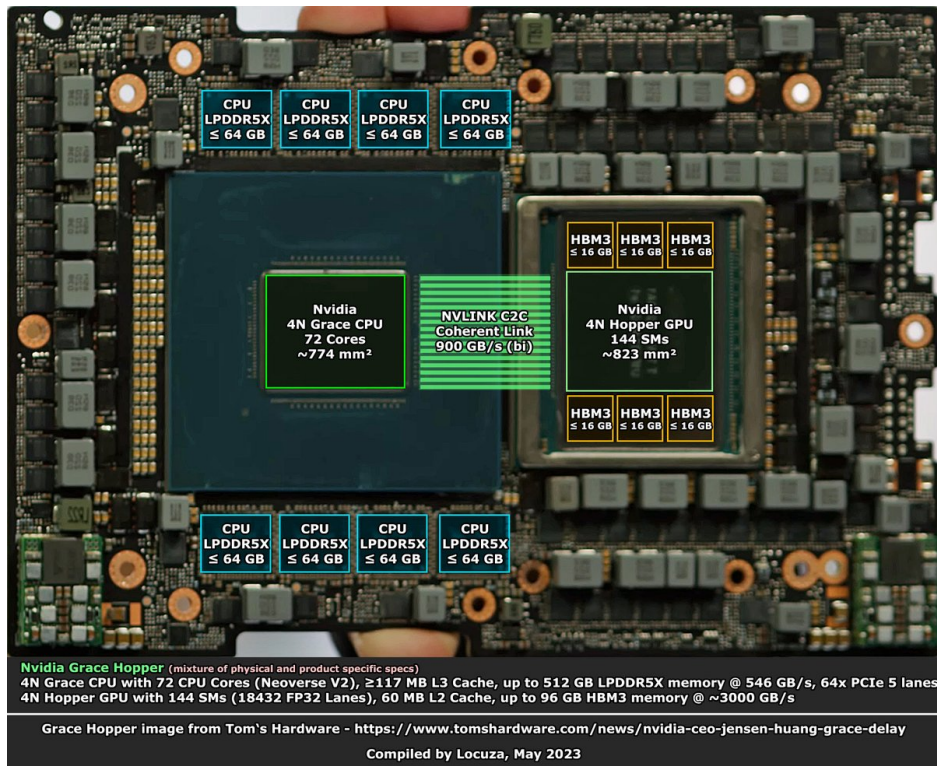 CPU
LPDDR5X
≤ 64 GB
CPU
LPDDR5X
≤ 64 GB
CPU
LPDDR5X
≤ 64 GB
CPU
LPDDR5X
≤ 64 GB
HBM3
≤ 16 GB
HBM3
≤ 16 GB
HBM3
≤ 16 GB
Nvidia
4N Grace CPU
72 Cores
~774 mm²
NVLINK C2C
Coherent Link
900 GB/s (bi)
Nvidia
4N Hopper GPU
144 SMs
~823 mm²
HBM3
≤ 16 GB
HBM3
≤ 16 GB
HBM3
≤ 16 GB
CPU
LPDDR5X
≤ 64 GB
CPU
LPDDR5X
≤ 64 GB
CPU
LPDDR5X
≤ 64 GB
CPU
LPDDR5X
≤ 64 GB
Nvidia Grace Hopper (mixture of physical and product specific specs)
4N Grace CPU with 72 CPU Cores (Neoverse V2), ≥117 MB L3 Cache, up to 512 GB LPDDR5X memory @ 546 GB/s, 64x PCIe 5 lanes
4N Hopper GPU with 144 SMs (18432 FP32 Lanes), 60 MB L2 Cache, up to 96 GB HBM3 memory @ ~3000 GB/s
Grace Hopper image from Tom‘s Hardware - https://www.tomshardware.com/news/nvidia-ceo-jensen-huang-grace-delay
Compiled by Locuza, May 2023